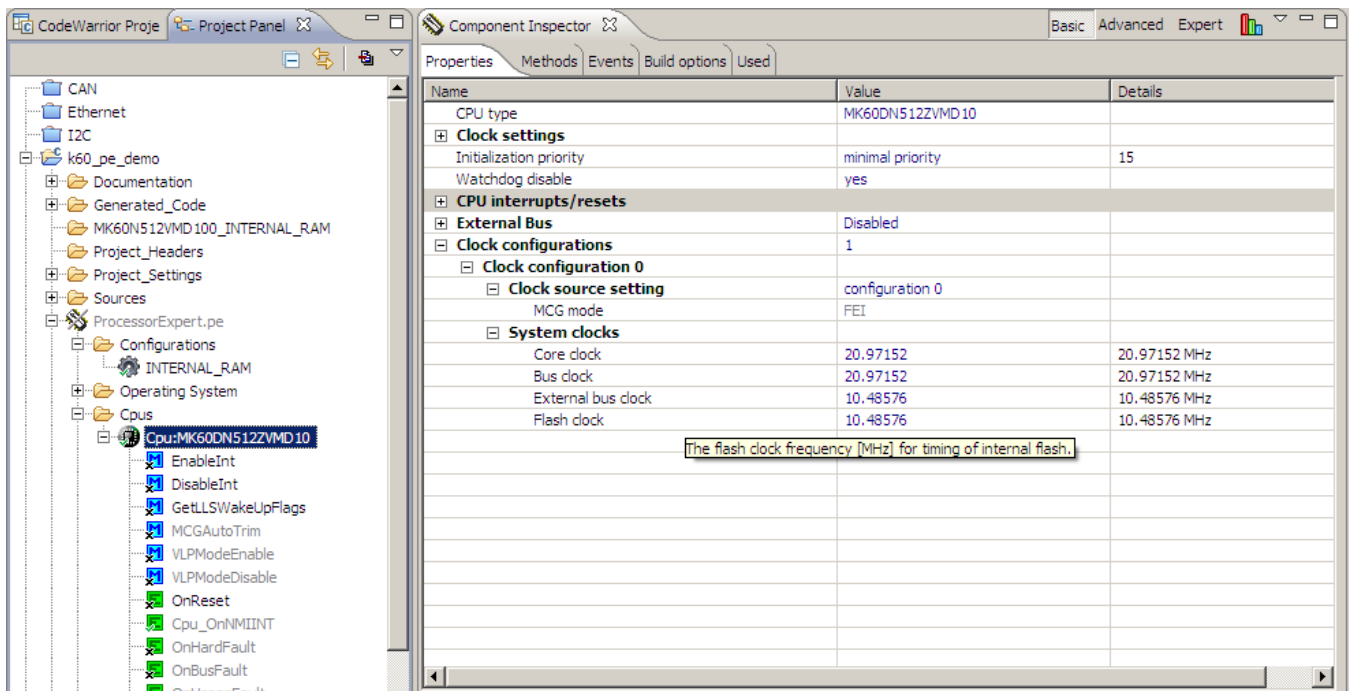 CodeWarrior Proje Project Panel
CAN
Ethernet
I2C
k60_pe_demo
Documentation
Generated_Code
MK60N512VMD100_INTERNAL_RAM
Project_Headers
Project_Settings
Sources
ProcessorExpert.pe
Configurations
INTERNAL_RAM
Operating System
Cpus
Cpu:MK60DN512ZVMD10
EnableInt
DisableInt
GetLLSWakeUpFlags
MCGAutoTrim
VLPModeEnable
VLPModeDisable
OnReset
Cpu_OnNMIINT
OnHardFault
OnBusFault
Component Inspector Basic Advanced Expert
Properties Methods Events Build options Used
Name Value Details
CPU type MK60DN512ZVMD10
Clock settings
Initialization priority minimal priority 15
Watchdog disable yes
CPU interrupts/resets
External Bus Disabled
Clock configurations 1
Clock configuration 0
Clock source setting configuration 0
MCG mode FEI
System clocks
Core clock 20.97152 20.97152 MHz
Bus clock 20.97152 20.97152 MHz
External bus clock 10.48576 10.48576 MHz
Flash clock 10.48576 10.48576 MHz
The flash clock frequency [MHz] for timing of internal flash.